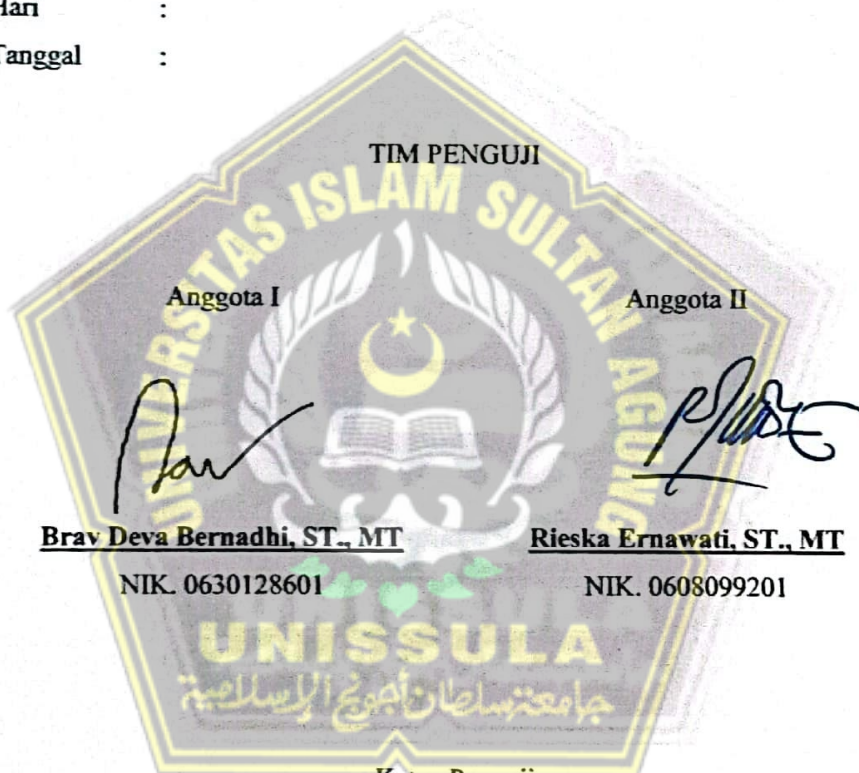 Hari :
Tanggal :
TIM PENGUJI
UNIVERSITAS ISLAM SULTAN AGUNG
Anggota I Anggota II
Brav Deva Bernadhi, ST., MT Rieska Ernawati, ST., MT
NIK. 0630128601 NIK. 0608099201
UNISSULA
جامعة سلطان أجونج الإسلامية
Ketua Penguji